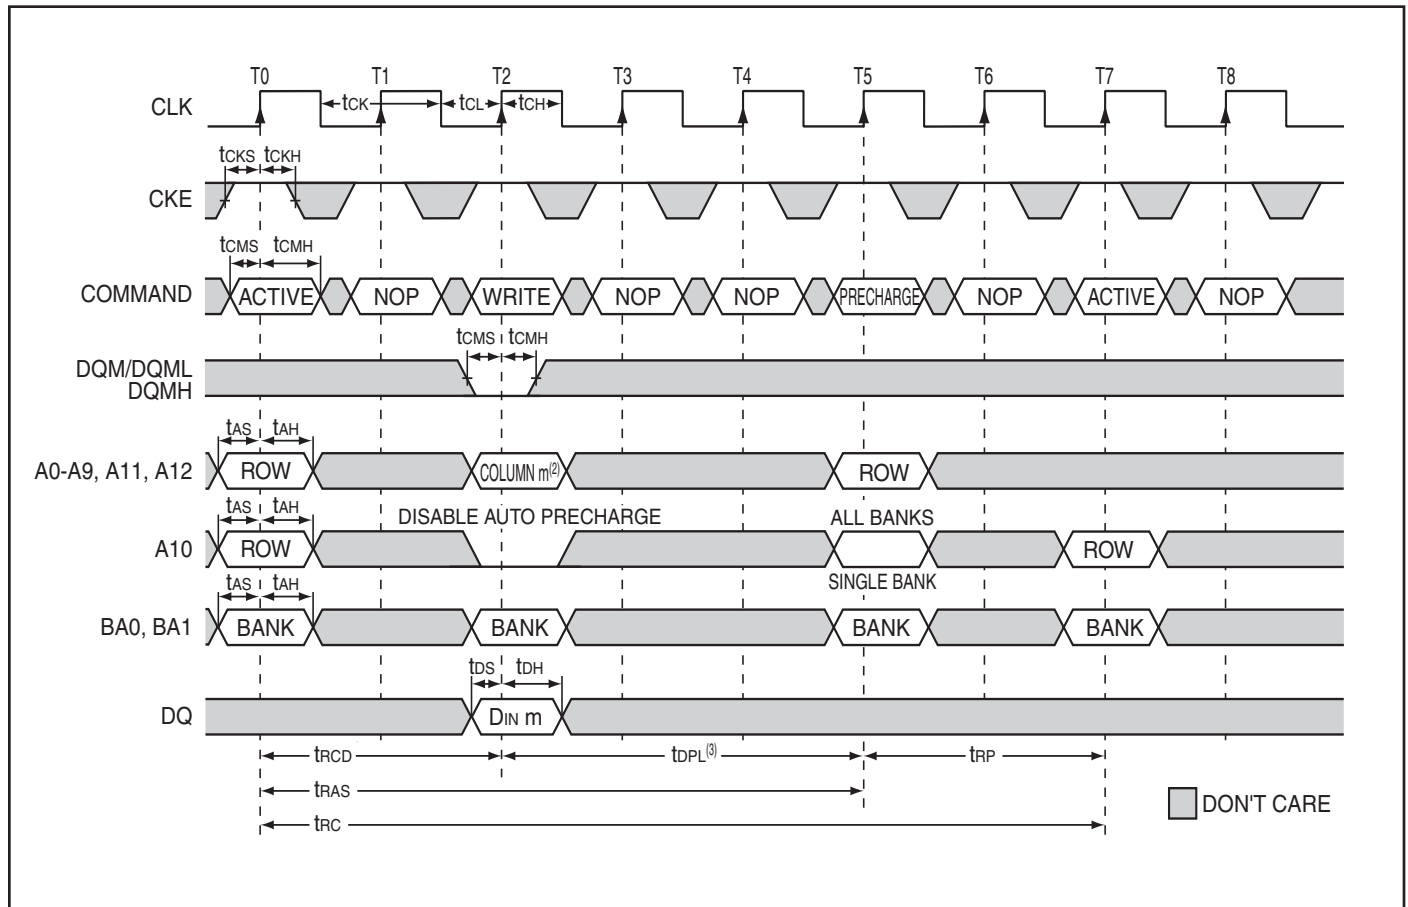 T0 T1 T2 T3 T4 T5 T6 T7 T8
CLK tCK tCL tCH
tCKS tCKH
CKE
tCMS tCMH
COMMAND ACTIVE NOP WRITE NOP NOP PRECHARGE NOP ACTIVE NOP
tCMS tCMH
DQM/DQML
DQMH
tAS tAH
A0-A9, A11, A12 ROW COLUMN m(2) ROW
tAS tAH DISABLE AUTO PRECHARGE ALL BANKS
A10 ROW ROW
tAS tAH SINGLE BANK
BA0, BA1 BANK BANK BANK BANK
tDS tDH
DQ DIN m
tRCD tDPL(3) tRP
tRAS
DON'T CARE
tRC